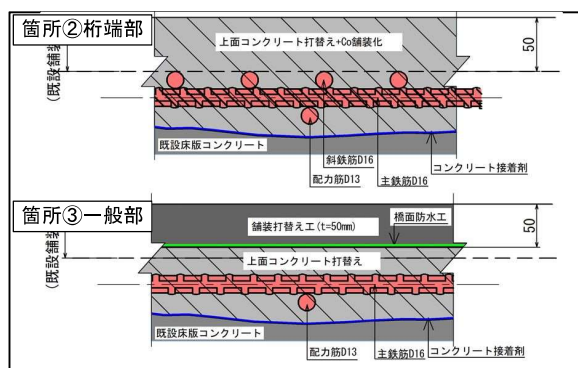 箇所②桁端部
上面コンクリート打替え+Co舗装化
50
(既設舗装
既設床版コンクリート
斜鉄筋D16
コンクリート接着剤
配力筋D13
主鉄筋D16
箇所③一般部
橋面防水工
舗装打替え工(t=50mm)
50
(既設舗装
上面コンクリート打替え
既設床版コンクリート
配力筋D13
主鉄筋D16
コンクリート接着剤